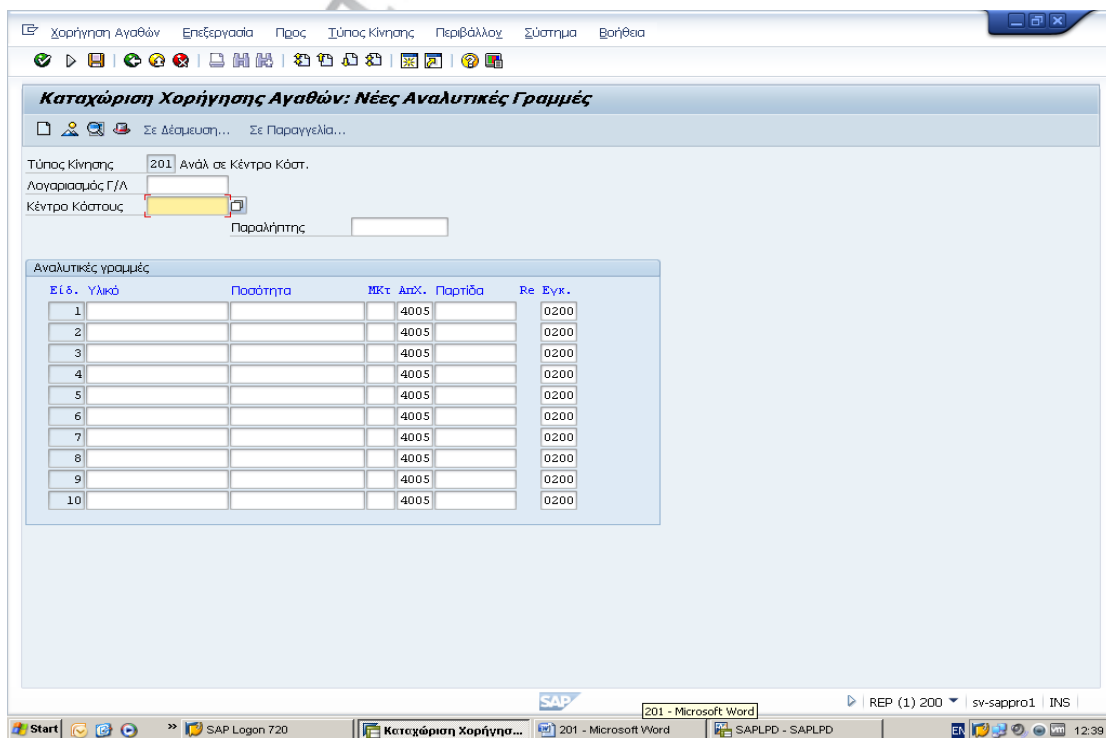 Χορήγηση Αγαθών Επεξεργασία Προς Τύπος Κίνησης Περιβάλλον Σύστημα Βοήθεια
Καταχώριση Χορήγησης Αγαθών: Νέες Αναλυτικές Γραμμές
Σε Δέσμευση... Σε Παραγγελία...
Τύπος Κίνησης 201 Ανάλ σε Κέντρο Κόστ.
Λογαριασμός Γ/Λ
Κέντρο Κόστους
Παραλήπτης
Αναλυτικές γραμμές
Είδ. Υλικό Ποσότητα ΜΚτ ΑπΧ. Παρτίδα Re Εγκ.
1 4005 0200
2 4005 0200
3 4005 0200
4 4005 0200
5 4005 0200
6 4005 0200
7 4005 0200
8 4005 0200
9 4005 0200
10 4005 0200
SAP
REP (1) 200 sv-sappro1 INS
201 - Microsoft Word
Start SAP Logon 720 Καταχώριση Χορήγησ... 201 - Microsoft Word SAPLPD - SAPLPD EN 12:39